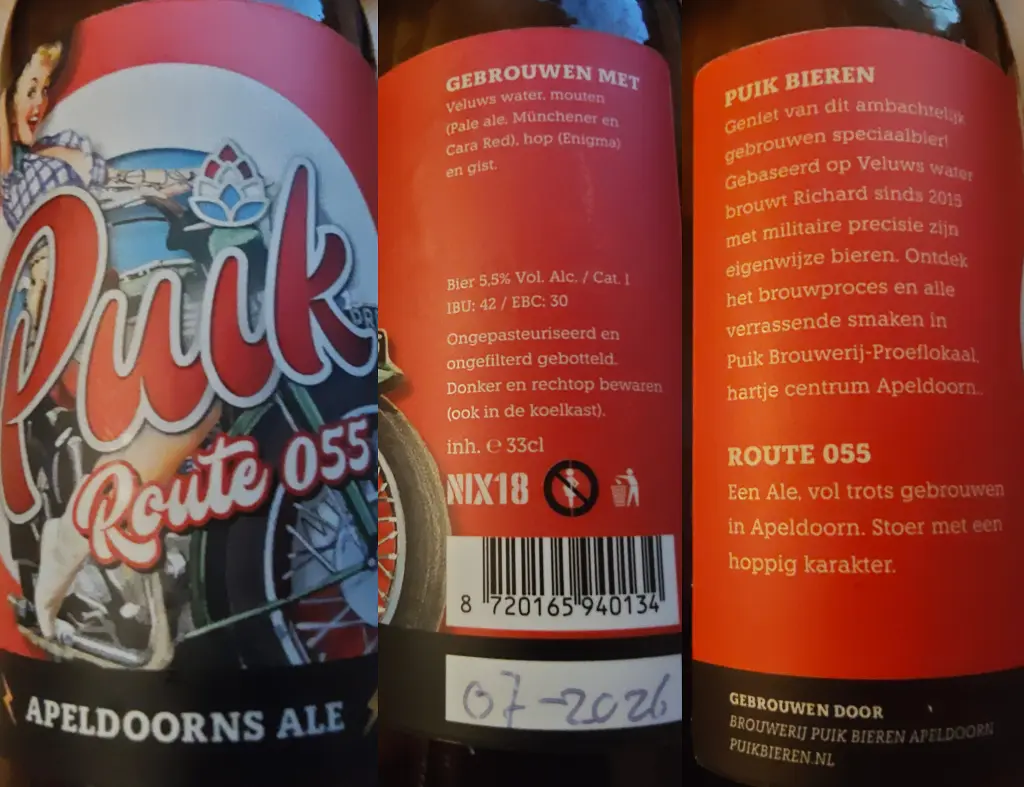 Puik
Route 055
APELDOORNS ALE
GEBROUWEN MET
Veluws water, mouten
(Pale ale, Münchener en
Cara Red), hop (Enigma)
en gist.
Bier 5,5% Vol. Alc. / Cat. I
IBU: 42 / EBC: 30
Ongepasteuriseerd en
ongefilterd gebotteld.
Donker en rechtop bewaren
(ook in de koelkast).
inh. ℮ 33cl
NIX18
8 720165 940134
07-2026
PUIK BIEREN
Geniet van dit ambachtelijk
gebrouwen speciaalbier!
Gebaseerd op Veluws water
brouwt Richard sinds 2015
met militaire precisie zijn
eigenwijze bieren. Ontdek
het brouwproces en alle
verrassende smaken in
Puik Brouwerij-Proeflokaal,
hartje centrum Apeldoorn.
ROUTE 055
Een Ale, vol trots gebrouwen
in Apeldoorn. Stoer met een
hoppig karakter.
GEBROUWEN DOOR
BROUWERIJ PUIK BIEREN APELDOORN
PUIKBIEREN.NL